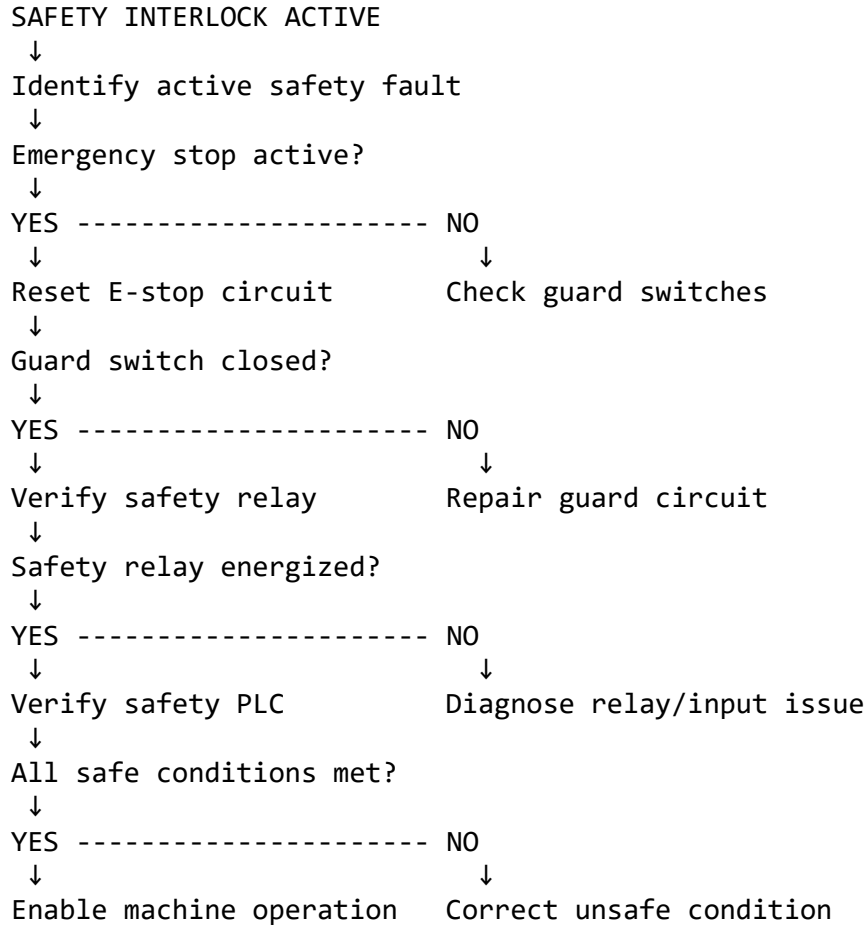 SAFETY INTERLOCK ACTIVE
↓
Identify active safety fault
↓
Emergency stop active?
↓
YES ---------------------- NO
↓ ↓
Reset E-stop circuit Check guard switches
↓
Guard switch closed?
↓
YES ---------------------- NO
↓ ↓
Verify safety relay Repair guard circuit
↓
Safety relay energized?
↓
YES ---------------------- NO
↓ ↓
Verify safety PLC Diagnose relay/input issue
↓
All safe conditions met?
↓
YES ---------------------- NO
↓ ↓
Enable machine operation Correct unsafe condition